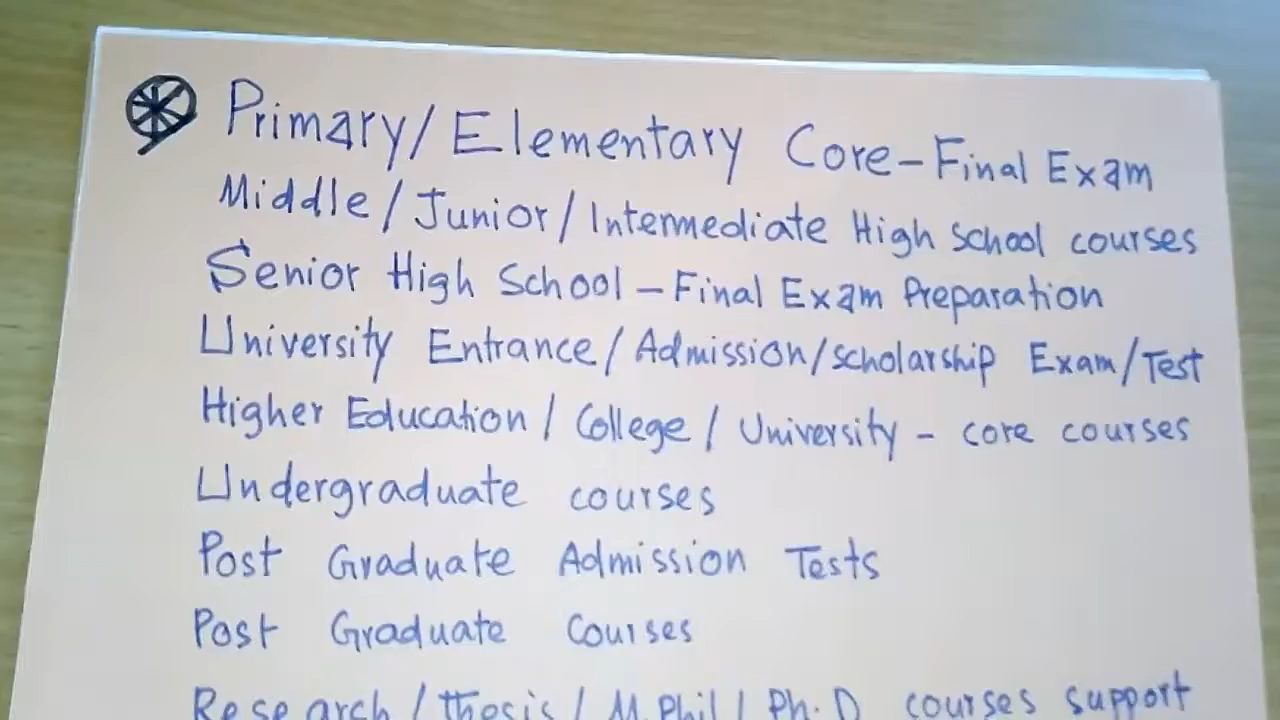 Primary/Elementary Core-Final Exam
Middle/Junior/Intermediate High School courses
Senior High School-Final Exam Preparation
University Entrance/Admission/scholarship Exam/Test
Higher Education/College/University - core courses
Undergraduate courses
Post Graduate Admission Tests
Post Graduate Courses
Research/thesis/M.Phil/Ph.D courses support